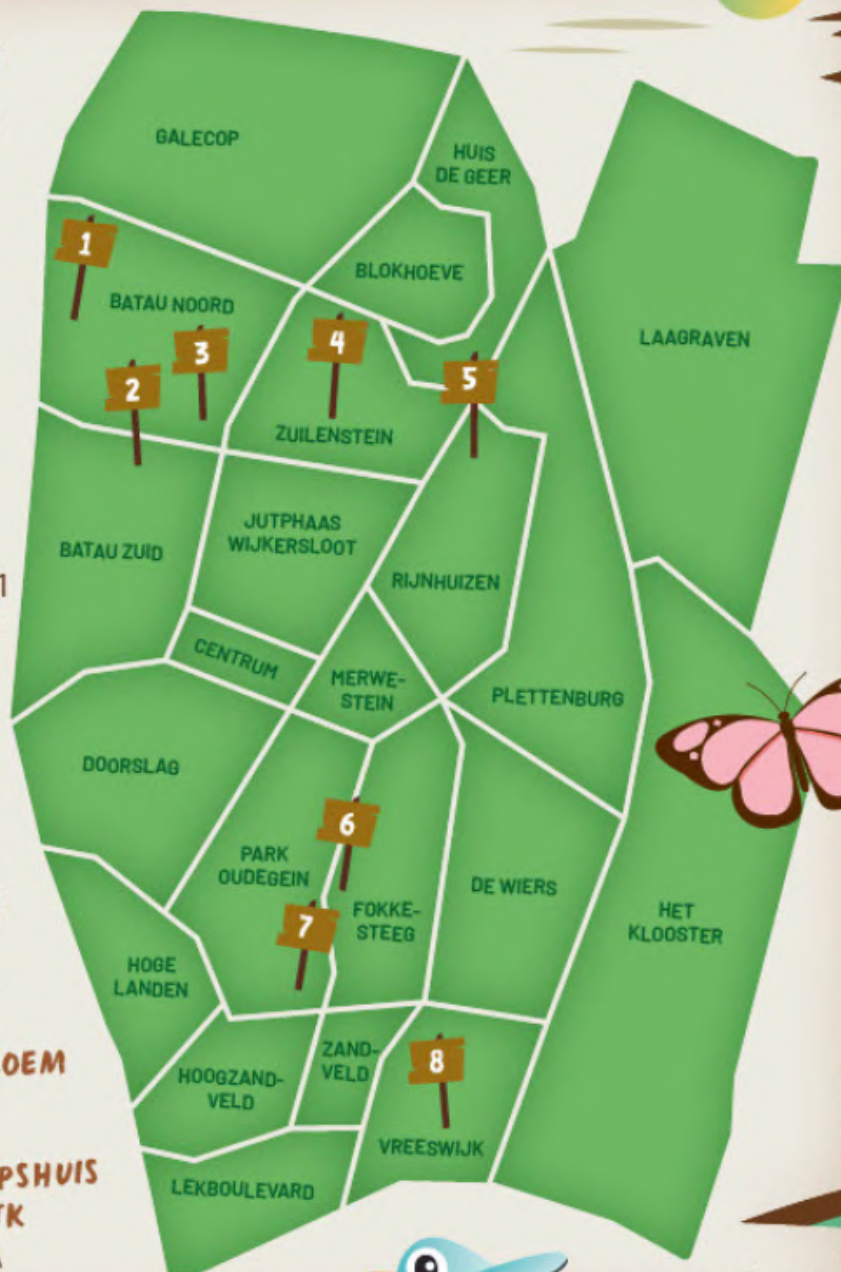 GALECOP
HUIS
DE GEER
1
BLOKHOEVE
BATAU NOORD
4
LAAGRAVEN
3
2
5
ZUILENSTEIN
JUTPHAAS
WIJKERSLOOT
BATAU ZUID
RIJNHUIZEN
1
CENTRUM
MERWE-
STEIN
PLETTENBURG
DOORSLAG
6
PARK
OUDEGEIN
DE WIERS
FOKKE-
STEEG
HET
KLOOSTER
7
HOGE
LANDEN
OEM
ZAND-
VELD
8
HOOGZAND-
VELD
VREESWIJK
PSHUIS
LEKBOULEVARD